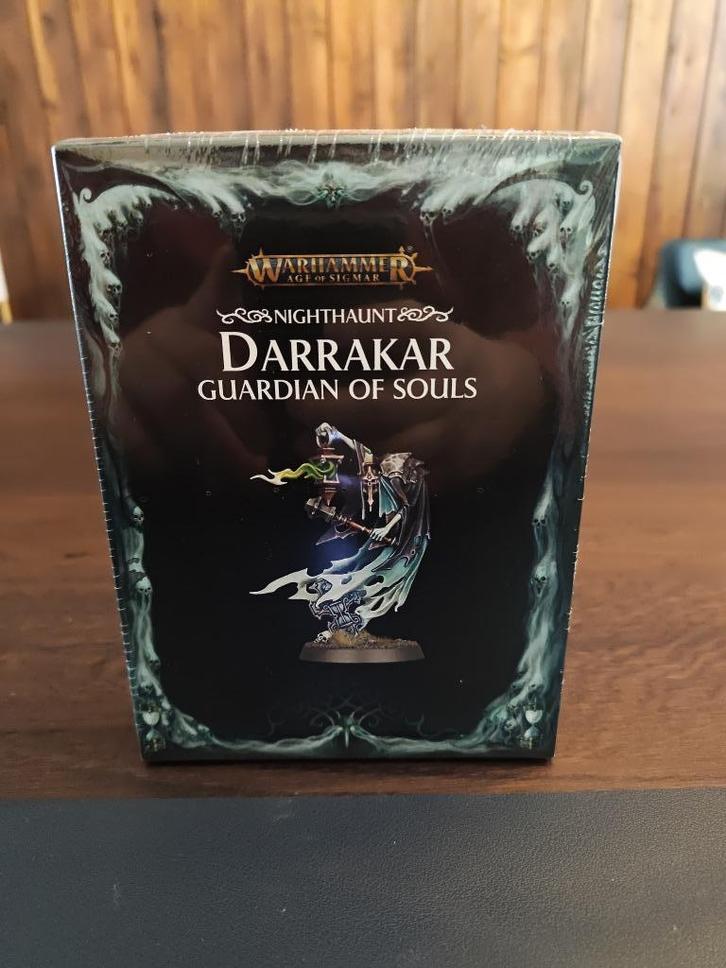 WARHAMMER®
AGE OF SIGMAR
NIGHTHAUNT
DARRAKAR
GUARDIAN OF SOULS